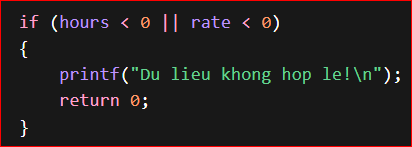 if (hours < 0 || rate < 0)
{
    printf("Du lieu khong hop le!\n");
    return 0;
}